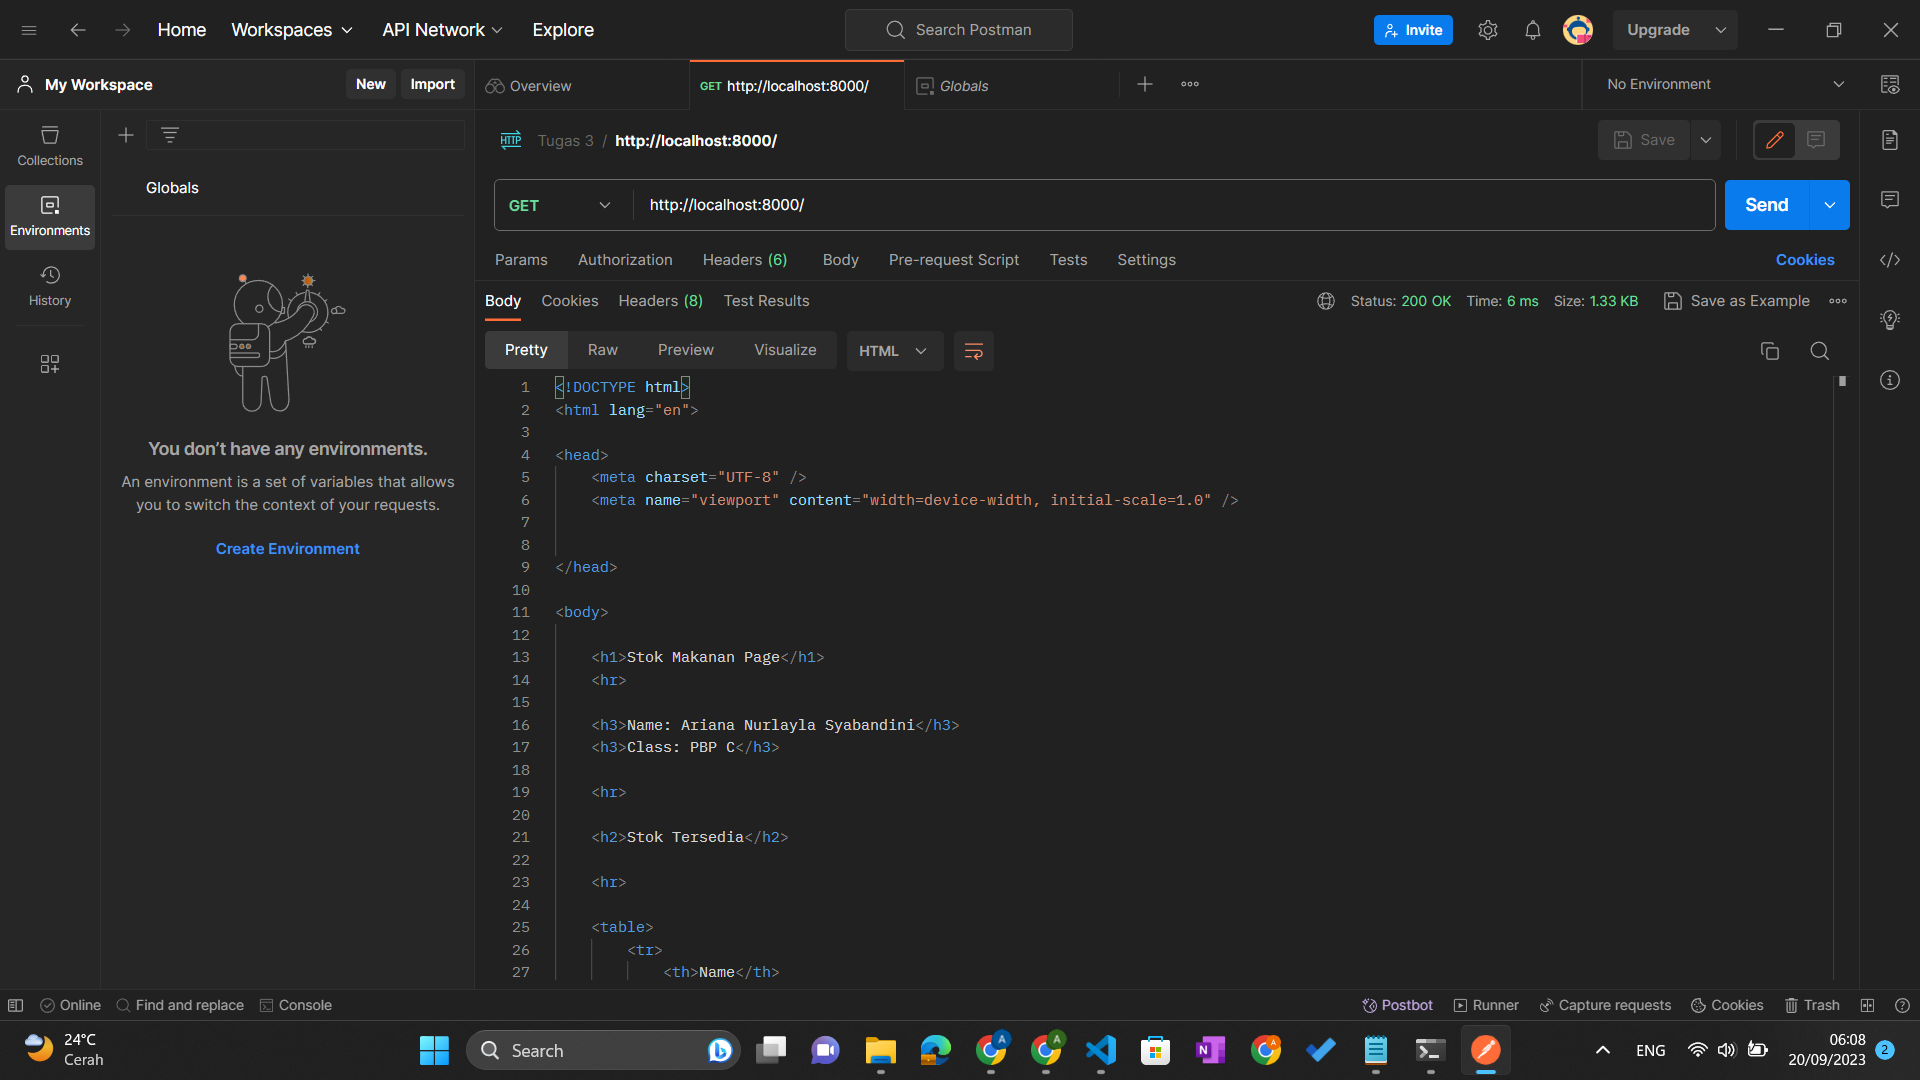 Home Workspaces API Network Explore Search Postman Invite Upgrade
My Workspace New Import Overview GET http://localhost:8000/ Globals No Environment
Collections
Environments
History
Globals
You don’t have any environments.
An environment is a set of variables that allows
you to switch the context of your requests.
Create Environment
HTTP Tugas 3 / http://localhost:8000/ Save
GET http://localhost:8000/ Send
Params Authorization Headers (6) Body Pre-request Script Tests Settings Cookies
Body Cookies Headers (8) Test Results Status: 200 OK Time: 6 ms Size: 1.33 KB Save as Example
Pretty Raw Preview Visualize HTML
1 <!DOCTYPE html>
2 <html lang="en">
3
4 <head>
5 <meta charset="UTF-8" />
6 <meta name="viewport" content="width=device-width, initial-scale=1.0" />
7
8
9 </head>
10
11 <body>
12
13 <h1>Stok Makanan Page</h1>
14 <hr>
15
16 <h3>Name: Ariana Nurlayla Syabandini</h3>
17 <h3>Class: PBP C</h3>
18
19 <hr>
20
21 <h2>Stok Tersedia</h2>
22
23 <hr>
24
25 <table>
26 <tr>
27 <th>Name</th>
Online Find and replace Console Postbot Runner Capture requests Cookies Trash
24°C
Cerah
Search
A
A
N
A
ENG
06:08
20/09/2023
2